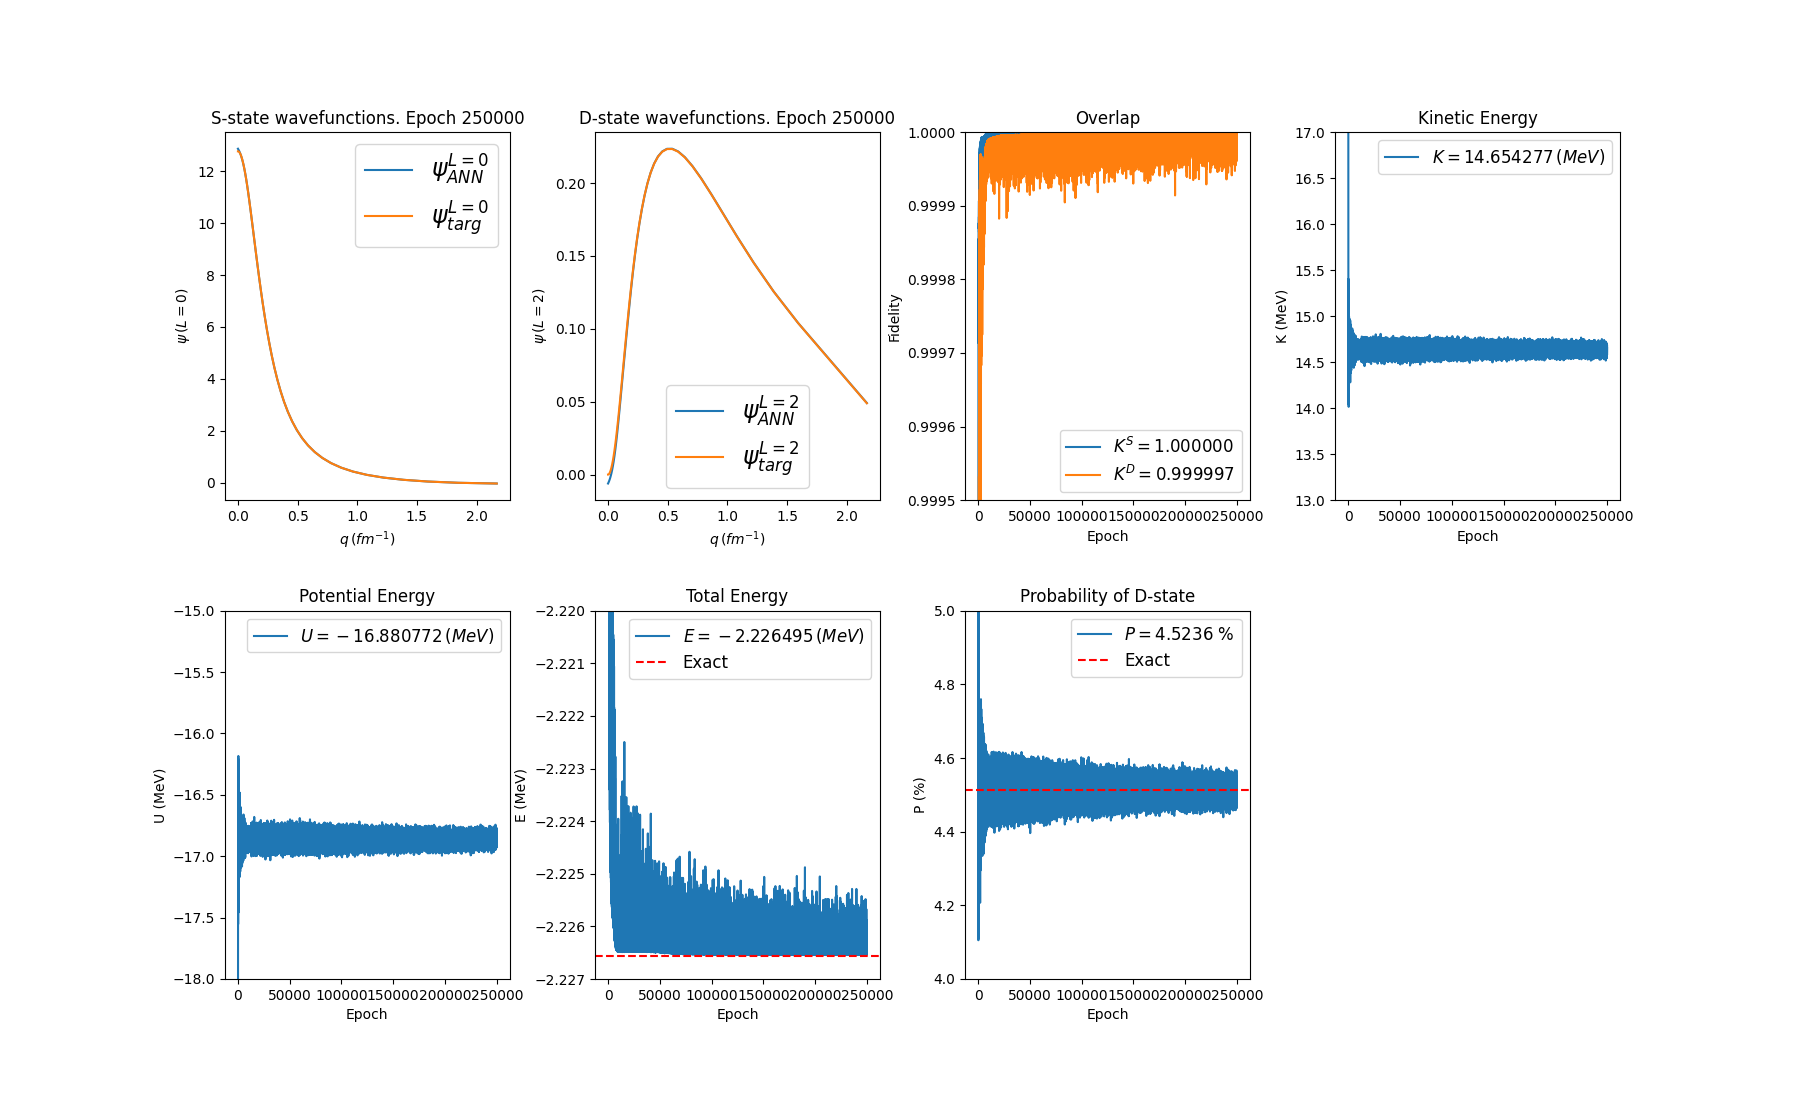 S-state wavefunctions. Epoch 250000
12
10
8
6
4
2
0
ψ(L = 0)
0.0 0.5 1.0 1.5 2.0
q (fm⁻¹)
ψ_{ANN}^{L=0}
ψ_{targ}^{L=0}
D-state wavefunctions. Epoch 250000
0.20
0.15
0.10
0.05
0.00
ψ(L = 2)
0.0 0.5 1.0 1.5 2.0
q (fm⁻¹)
ψ_{ANN}^{L=2}
ψ_{targ}^{L=2}
Overlap
1.0000
0.9999
0.9998
0.9997
0.9996
0.9995
Fidelity
0 50000 100000 150000 200000 250000
Epoch
K^S = 1.000000
K^D = 0.999997
Kinetic Energy
17.0
16.5
16.0
15.5
15.0
14.5
14.0
13.5
13.0
K (MeV)
0 50000 100000 150000 200000 250000
Epoch
K = 14.654277 (MeV)
Potential Energy
−15.0
−15.5
−16.0
−16.5
−17.0
−17.5
−18.0
U (MeV)
0 50000 100000 150000 200000 250000
Epoch
U = −16.880772 (MeV)
Total Energy
−2.220
−2.221
−2.222
−2.223
−2.224
−2.225
−2.226
−2.227
E (MeV)
0 50000 100000 150000 200000 250000
Epoch
E = −2.226495 (MeV)
Exact
Probability of D-state
5.0
4.8
4.6
4.4
4.2
4.0
P (%)
0 50000 100000 150000 200000 250000
Epoch
P = 4.5236 %
Exact